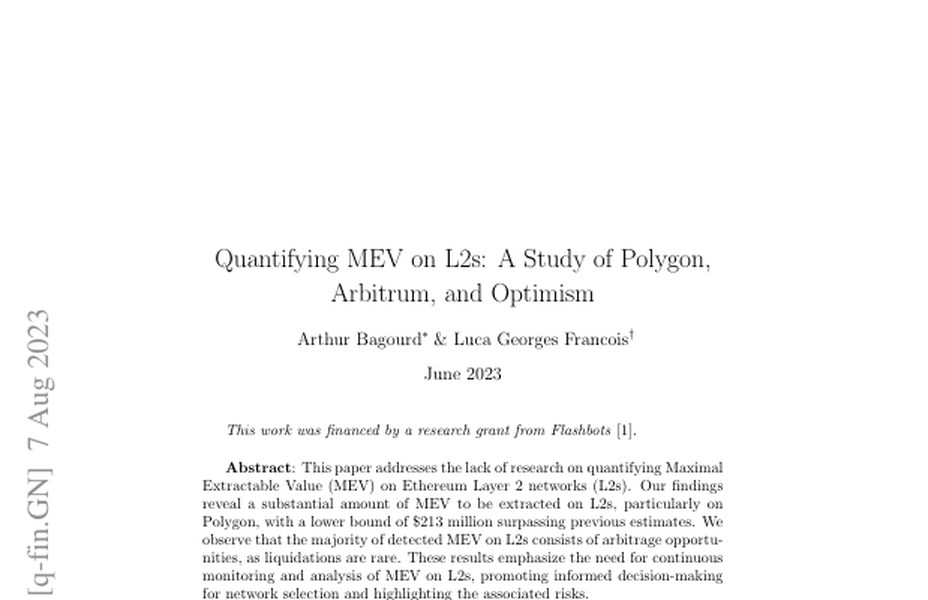 Quantifying MEV on L2s: A Study of Polygon,
Arbitrum, and Optimism
Arthur Bagourd* & Luca Georges Francois†
June 2023
This work was financed by a research grant from Flashbots [1].
Abstract: This paper addresses the lack of research on quantifying Maximal
Extractable Value (MEV) on Ethereum Layer 2 networks (L2s). Our findings
reveal a substantial amount of MEV to be extracted on L2s, particularly on
Polygon, with a lower bound of $213 million surpassing previous estimates. We
observe that the majority of detected MEV on L2s consists of arbitrage opportu-
nities, as liquidations are rare. These results emphasize the need for continuous
monitoring and analysis of MEV on L2s, promoting informed decision-making
for network selection and highlighting the associated risks.
[q-fin.GN] 7 Aug 2023